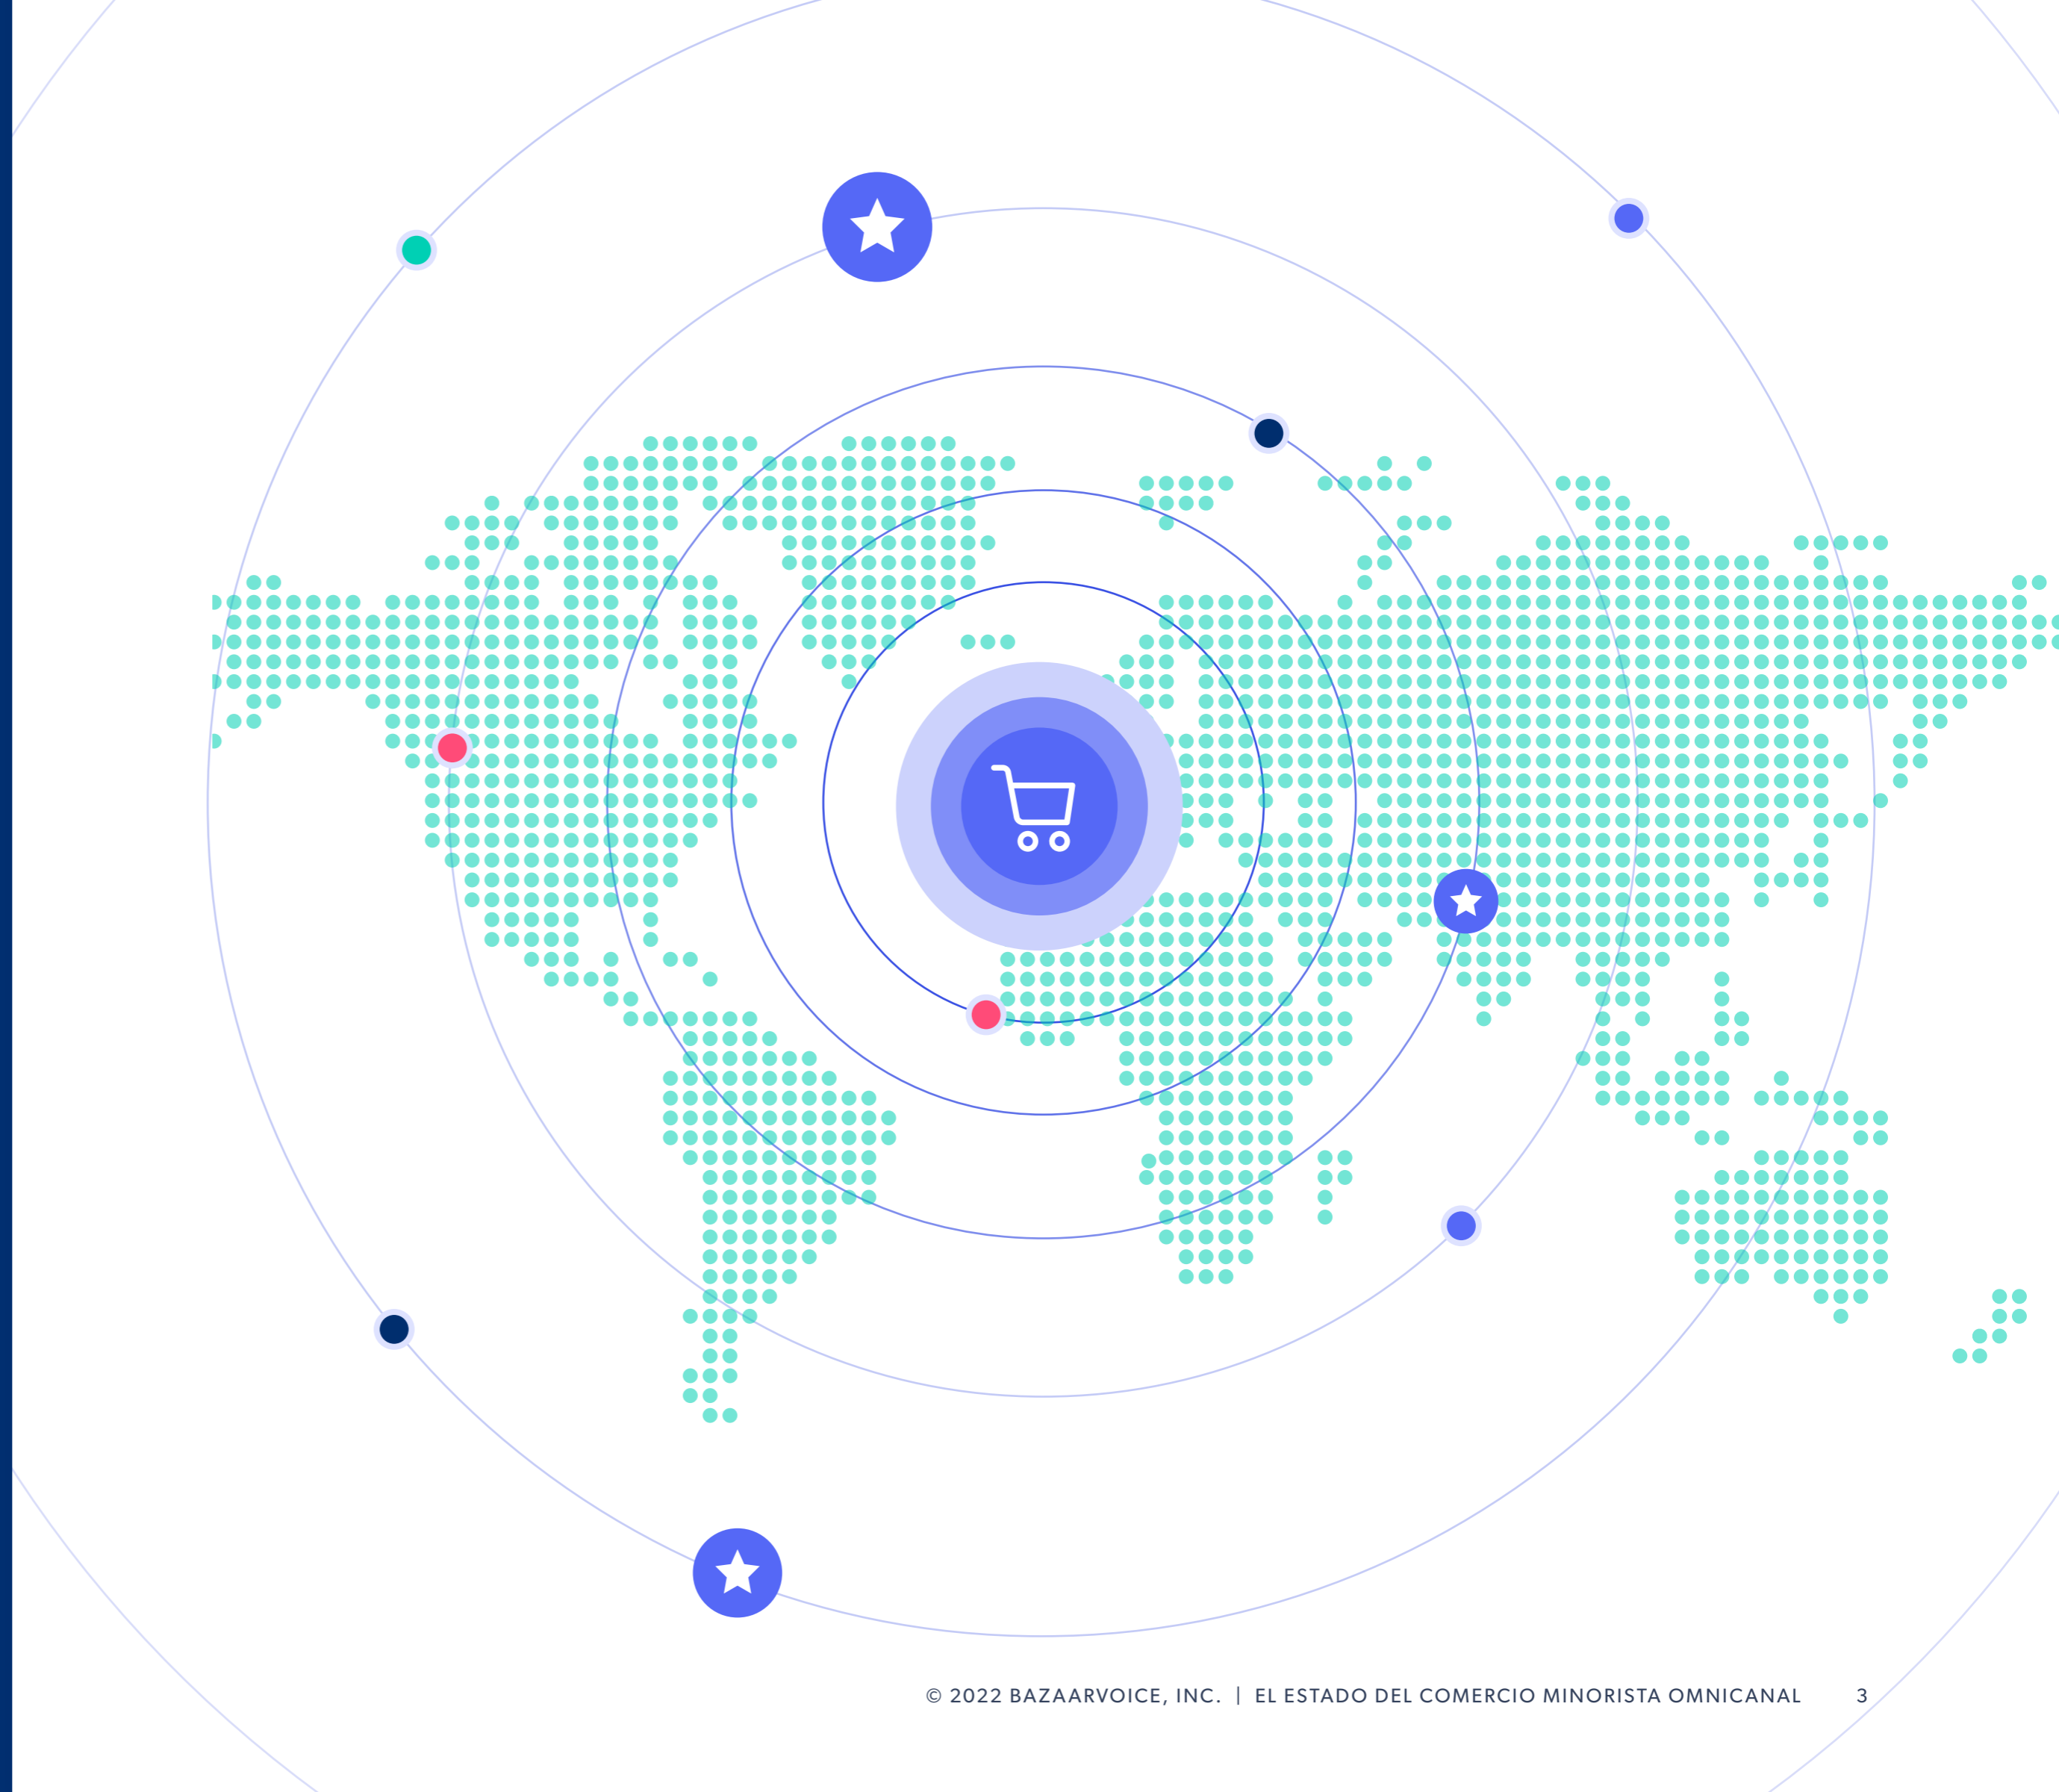 © 2022 BAZAARVOICE, INC. | EL ESTADO DEL COMERCIO MINORISTA OMNICANAL 3